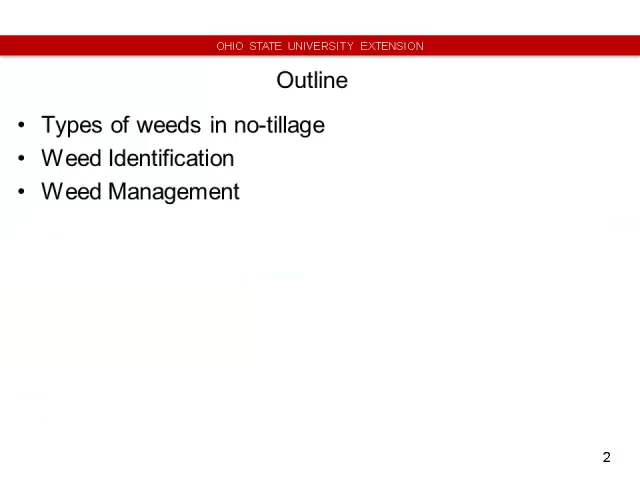 OHIO STATE UNIVERSITY EXTENSION
Outline
• Types of weeds in no-tillage
• Weed Identification
• Weed Management
2